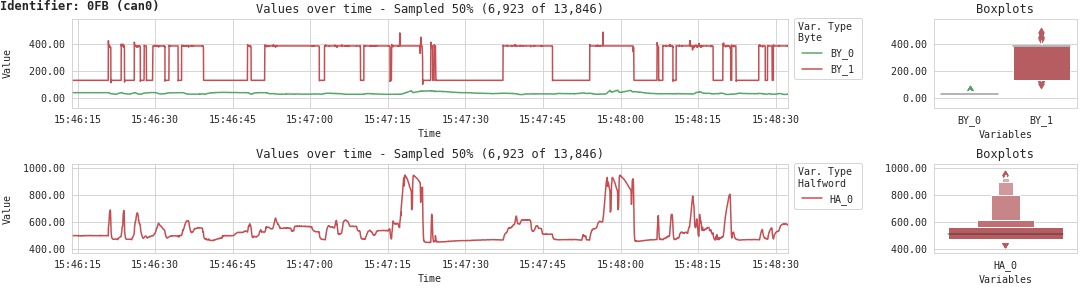 Identifier: 0FB (can0)
Values over time - Sampled 50% (6,923 of 13,846)
Boxplots
Value
400.00
200.00
0.00
15:46:15 15:46:30 15:46:45 15:47:00 15:47:15 15:47:30 15:47:45 15:48:00 15:48:15 15:48:30
Time
Var. Type
Byte
BY_0
BY_1
400.00
200.00
0.00
BY_0 BY_1
Variables
Values over time - Sampled 50% (6,923 of 13,846)
Boxplots
Value
1000.00
800.00
600.00
400.00
15:46:15 15:46:30 15:46:45 15:47:00 15:47:15 15:47:30 15:47:45 15:48:00 15:48:15 15:48:30
Time
Var. Type
Halfword
HA_0
1000.00
800.00
600.00
400.00
HA_0
Variables